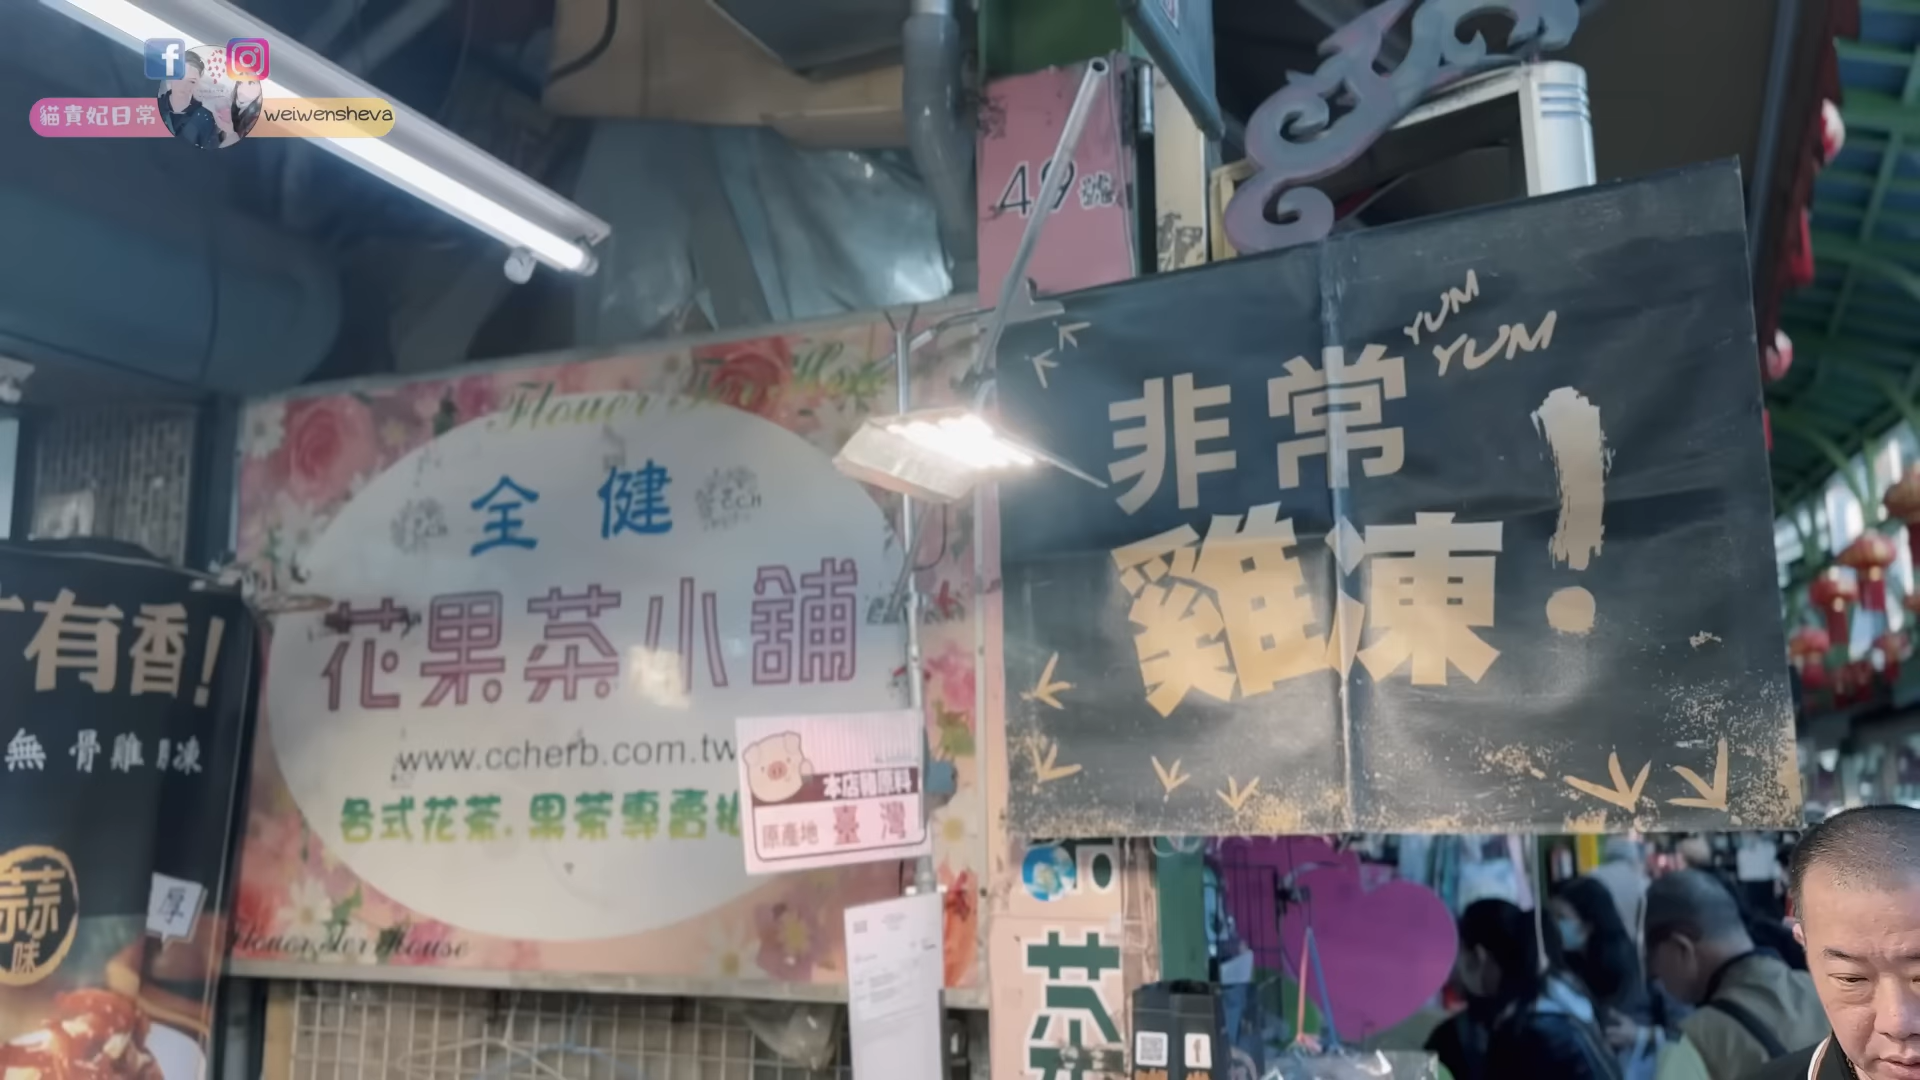 貓貴妃日常
weiwensheva
49號
YUM
YUM
非常
雞凍!
全健
花果茶小舖
www.ccherb.com.tw
各式花茶.果茶專賣
本店豬原料
原產地 臺灣
有香!
無骨雞凍
蒜
味
厚
茶